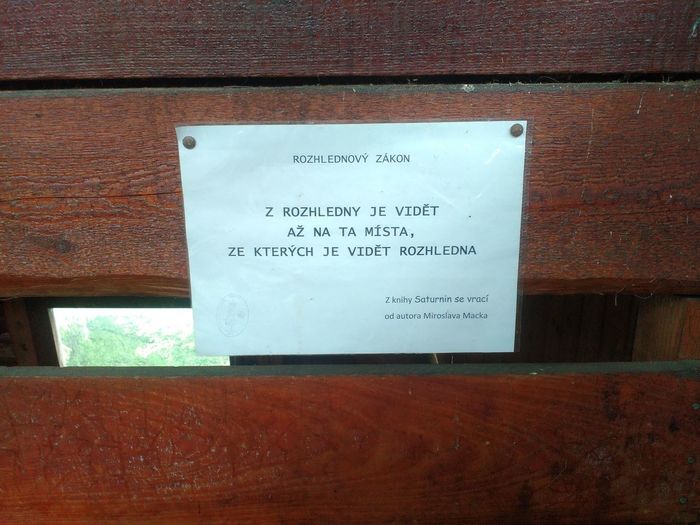 ROZHLEDNOVÝ ZÁKON
Z ROZHLEDNY JE VIDĚT
AŽ NA TA MÍSTA,
ZE KTERÝCH JE VIDĚT ROZHLEDNA
Z knihy Saturnin se vrací
od autora Miroslava Macka